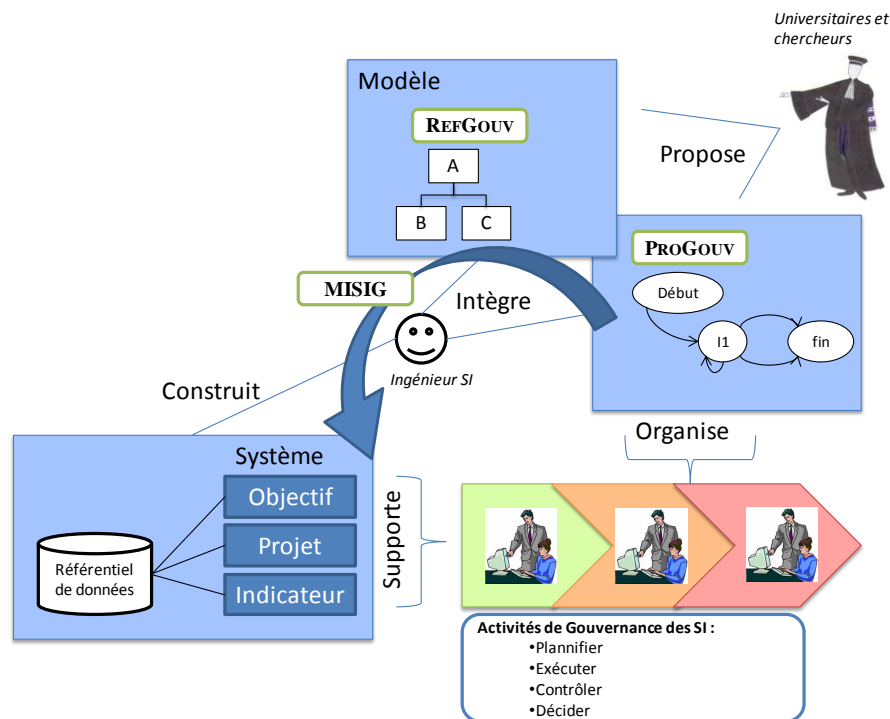 Universitaires et
chercheurs
Modèle
REFGOUV
A
B
C
Propose
PROGOUV
Début
I1
fin
MISIG
Intègre
Ingénieur SI
Construit
Organise
Système
Objectif
Projet
Indicateur
Référentiel
de données
Supporte
Activités de Gouvernance des SI :
•Plannifier
•Exécuter
•Contrôler
•Décider